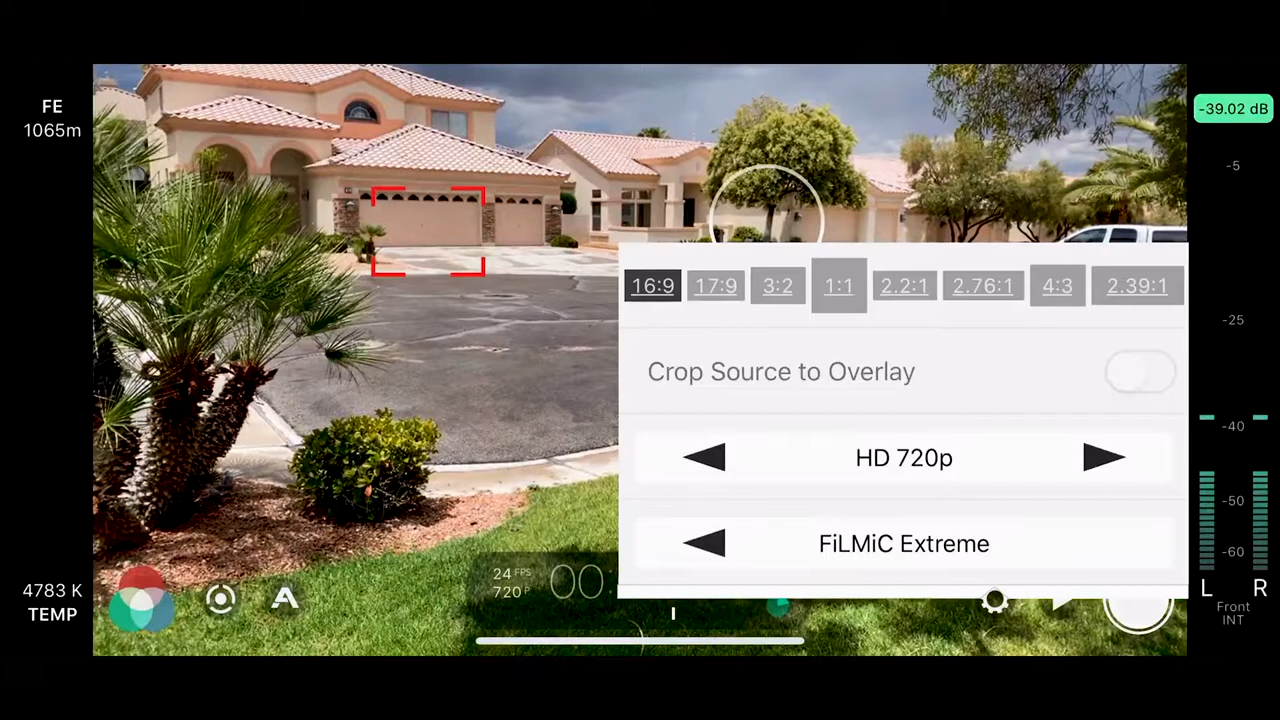 FE
1065m
-39.02 dB
-5
16:9 17:9 3:2 1:1 2.2:1 2.76:1 4:3 2.39:1
-25
Crop Source to Overlay
-40
HD 720p
-50
FiLMiC Extreme
-60
24 FPS
720P
00
4783 K
TEMP
A
L R
Front
INT